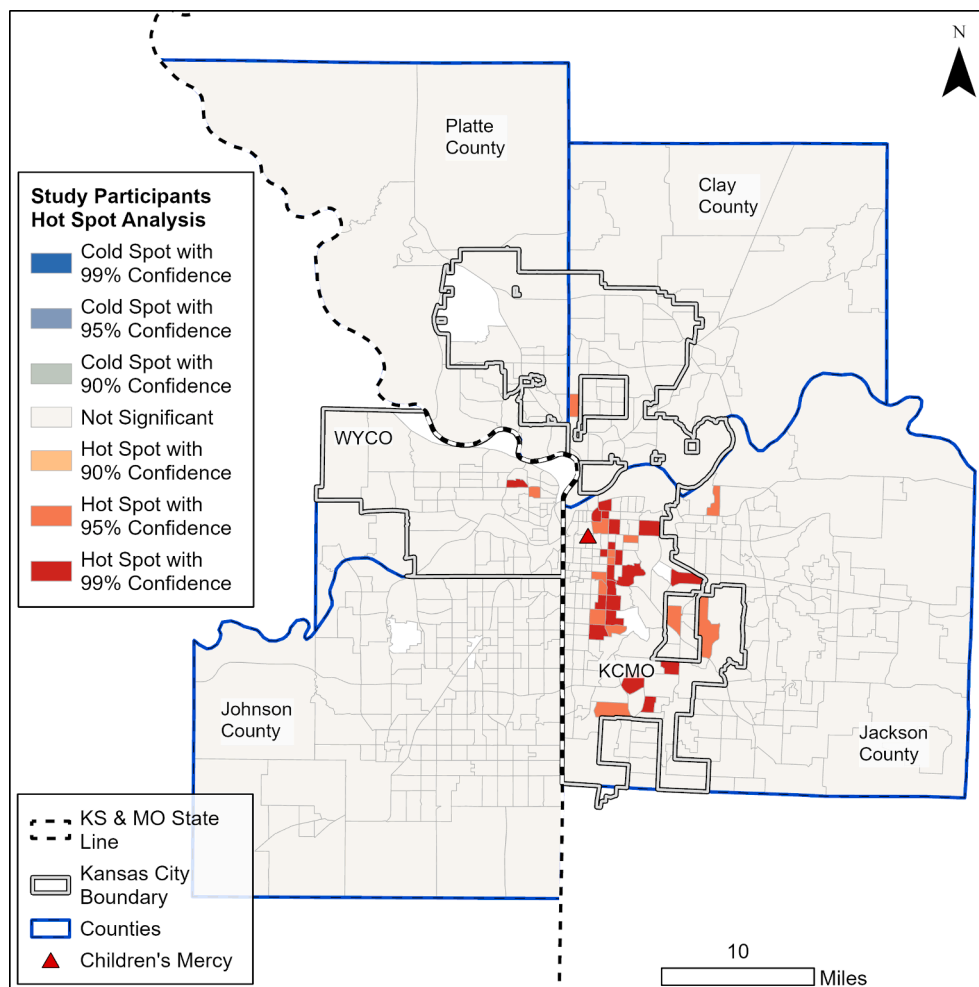 N
Platte
County
Clay
County
Study Participants
Hot Spot Analysis
Cold Spot with
99% Confidence
Cold Spot with
95% Confidence
Cold Spot with
90% Confidence
Not Significant
Hot Spot with
90% Confidence
Hot Spot with
95% Confidence
Hot Spot with
99% Confidence
WYCO
KCMO
Johnson
County
Jackson
County
KS & MO State
Line
Kansas City
Boundary
Counties
Children's Mercy
10
Miles